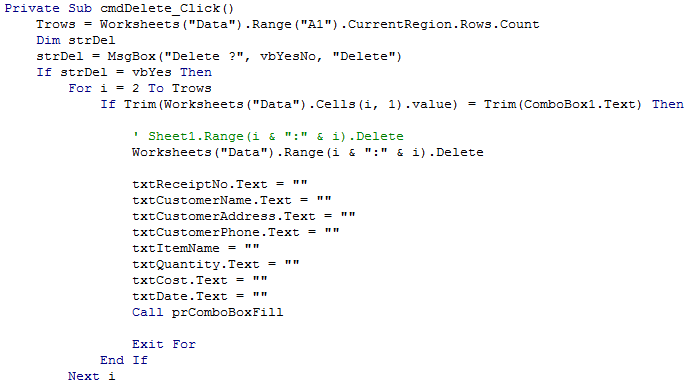 Private Sub cmdDelete_Click()
    Trows = Worksheets("Data").Range("A1").CurrentRegion.Rows.Count
    Dim strDel
    strDel = MsgBox("Delete ?", vbYesNo, "Delete")
    If strDel = vbYes Then
        For i = 2 To Trows
            If Trim(Worksheets("Data").Cells(i, 1).value) = Trim(ComboBox1.Text) Then

                ' Sheet1.Range(i & ":" & i).Delete
                Worksheets("Data").Range(i & ":" & i).Delete

                txtReceiptNo.Text = ""
                txtCustomerName.Text = ""
                txtCustomerAddress.Text = ""
                txtCustomerPhone.Text = ""
                txtItemName = ""
                txtQuantity.Text = ""
                txtCost.Text = ""
                txtDate.Text = ""
                Call prComboBoxFill

                Exit For
            End If
        Next i